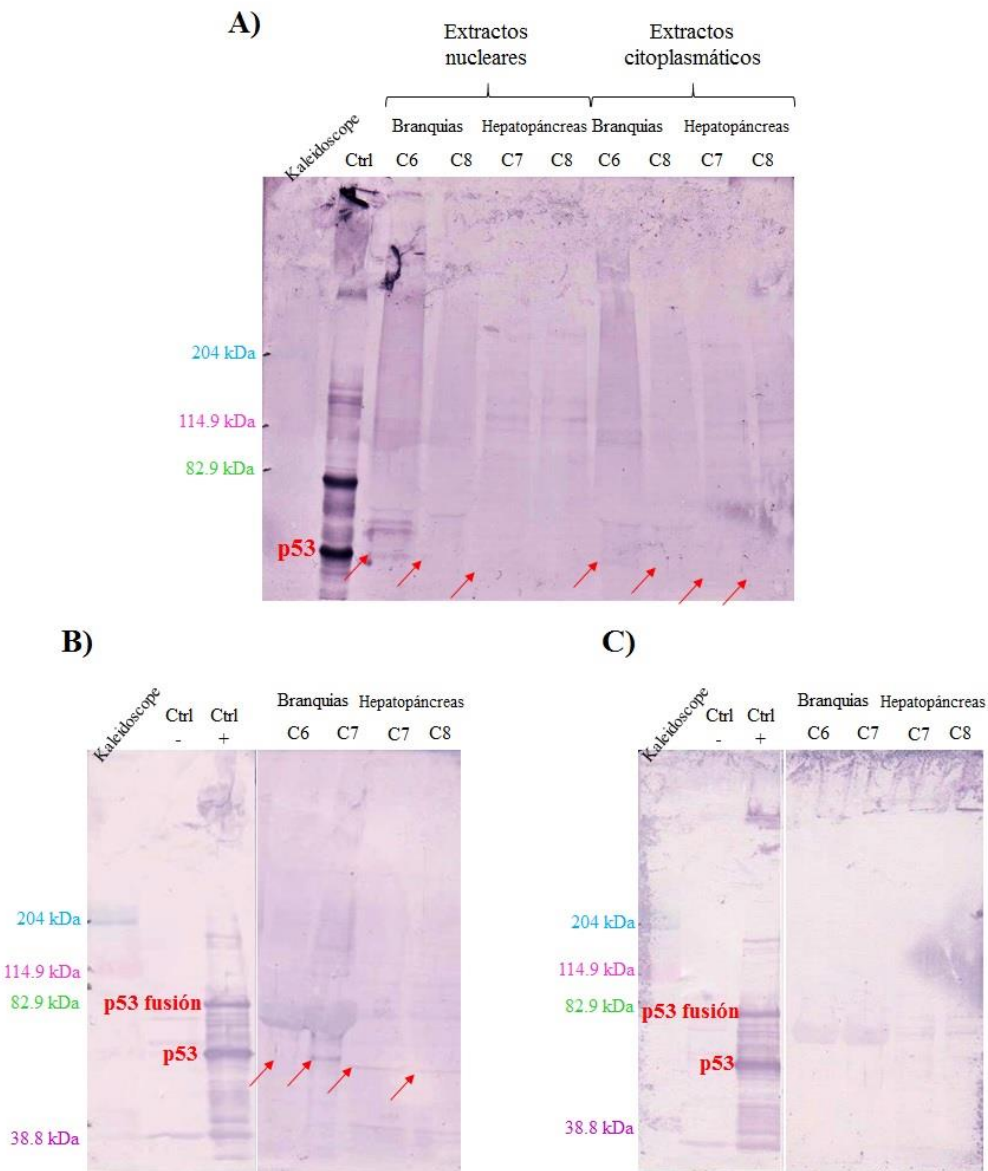 A)
Extractos
nucleares
Extractos
citoplasmáticos
Branquias Hepatopáncreas Branquias Hepatopáncreas
Kaleidoscope Ctrl C6 C8 C7 C8 C6 C8 C7 C8
204 kDa
114.9 kDa
82.9 kDa
p53
B)
Branquias Hepatopáncreas
Kaleidoscope Ctrl - Ctrl + C6 C7 C7 C8
204 kDa
114.9 kDa
82.9 kDa
p53 fusión
p53
38.8 kDa
C)
Branquias Hepatopáncreas
Kaleidoscope Ctrl - Ctrl + C6 C7 C7 C8
204 kDa
114.9 kDa
82.9 kDa
p53 fusión
p53
38.8 kDa